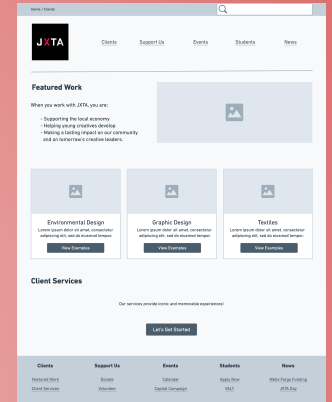 Home / Clients
JXTA
Clients
Support Us
Events
Students
News
Featured Work
When you work with JXTA, you are:
- Supporting the local economy
- Helping young creatives develop
- Making a lasting impact on our community
and on tomorrow's creative leaders.
Environmental Design
Lorem ipsum dolor sit amet, consectetur
adipiscing elit, sed do eiusmod tempor.
View Examples
Graphic Design
Lorem ipsum dolor sit amet, consectetur
adipiscing elit, sed do eiusmod tempor.
View Examples
Textiles
Lorem ipsum dolor sit amet, consectetur
adipiscing elit, sed do eiusmod tempor.
View Examples
Client Services
Our services provide iconic and memorable experiences!
Let's Get Started
Clients
Support Us
Events
Students
News
Featured Work
Donate
Calendar
Apply Now
Wells Fargo Funding
Client Services
Volunteer
Capital Campaign
VALT
JXTA Day